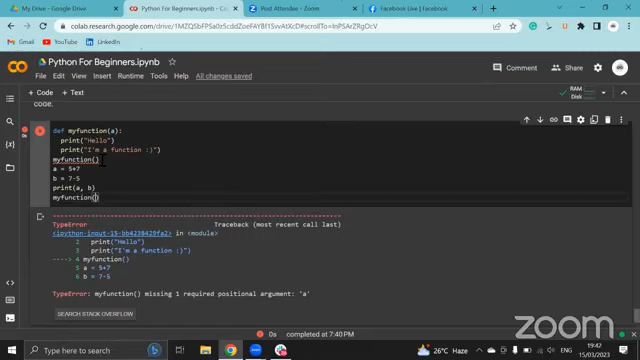 My Drive - Google Drive
Python For Beginners.ipynb - Col
Post Attendee - Zoom
Facebook Live | Facebook
colab.research.google.com/drive/1MZQSbFPSa0z5cddZoF5avAtXcD#scrollTo=
Gmail
YouTube
Maps
LinkedIn
CO
Python For Beginners.ipynb
File Edit View Insert Runtime Tools Help All changes saved
Comment
Share
+ Code + Text
RAM
Disk
code.
0s
def myfunction(a):
print("Hello")
print("I'm a function :)")
myfunction()
a = 5+7
b = 7-5
print(a, b)
myfunction()
TypeError Traceback (most recent call last)
<ipython-input-15-bb4238429fa2> in <module>
2 print("Hello")
3 print("I'm a function :)")
----> 4 myfunction()
5 a = 5+7
6 b = 7-5
TypeError: myfunction() missing 1 required positional argument: 'a'
SEARCH STACK OVERFLOW
LIVE
zoom
0s completed at 7:40 PM
Type here to search
26°C Haze
19:42
15/03/2023